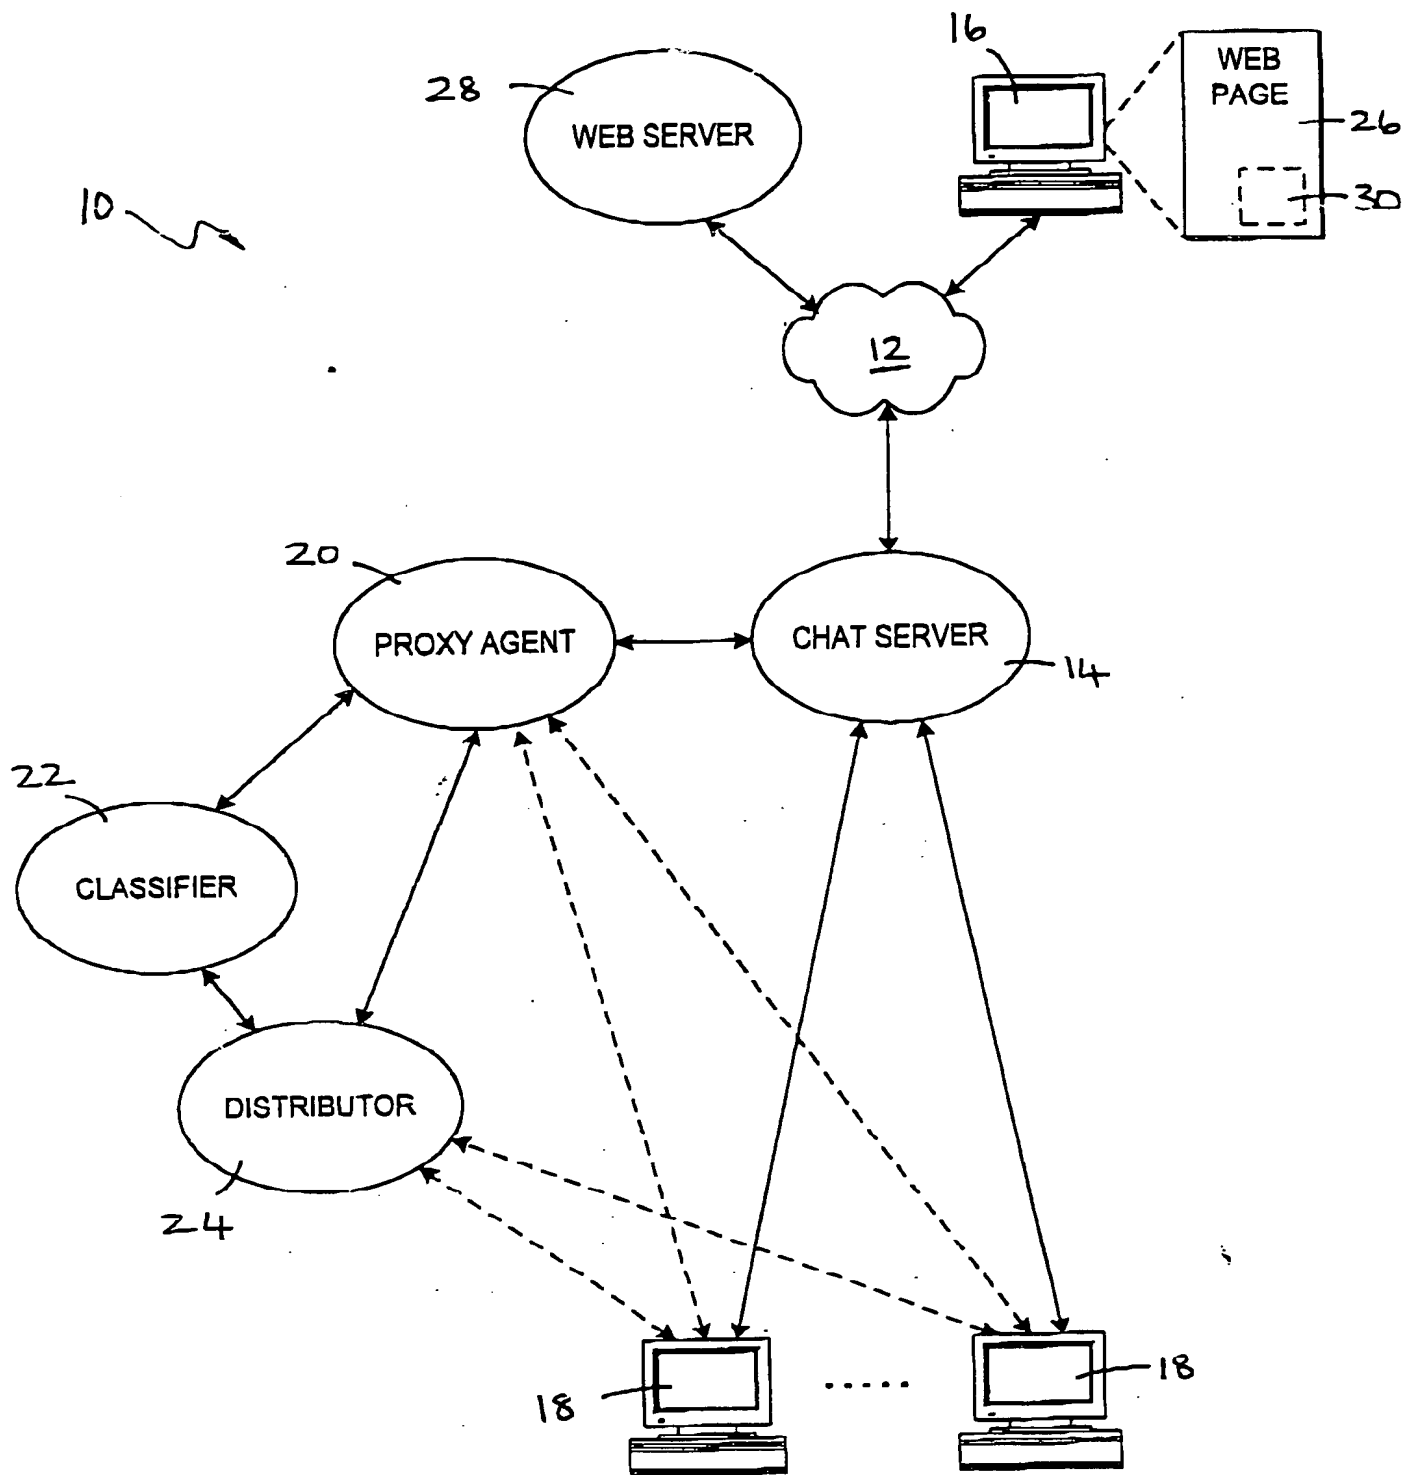 16
WEB
PAGE
28
WEB SERVER
26
30
10
12
20
PROXY AGENT
CHAT SERVER
14
22
CLASSIFIER
DISTRIBUTOR
24
18
18